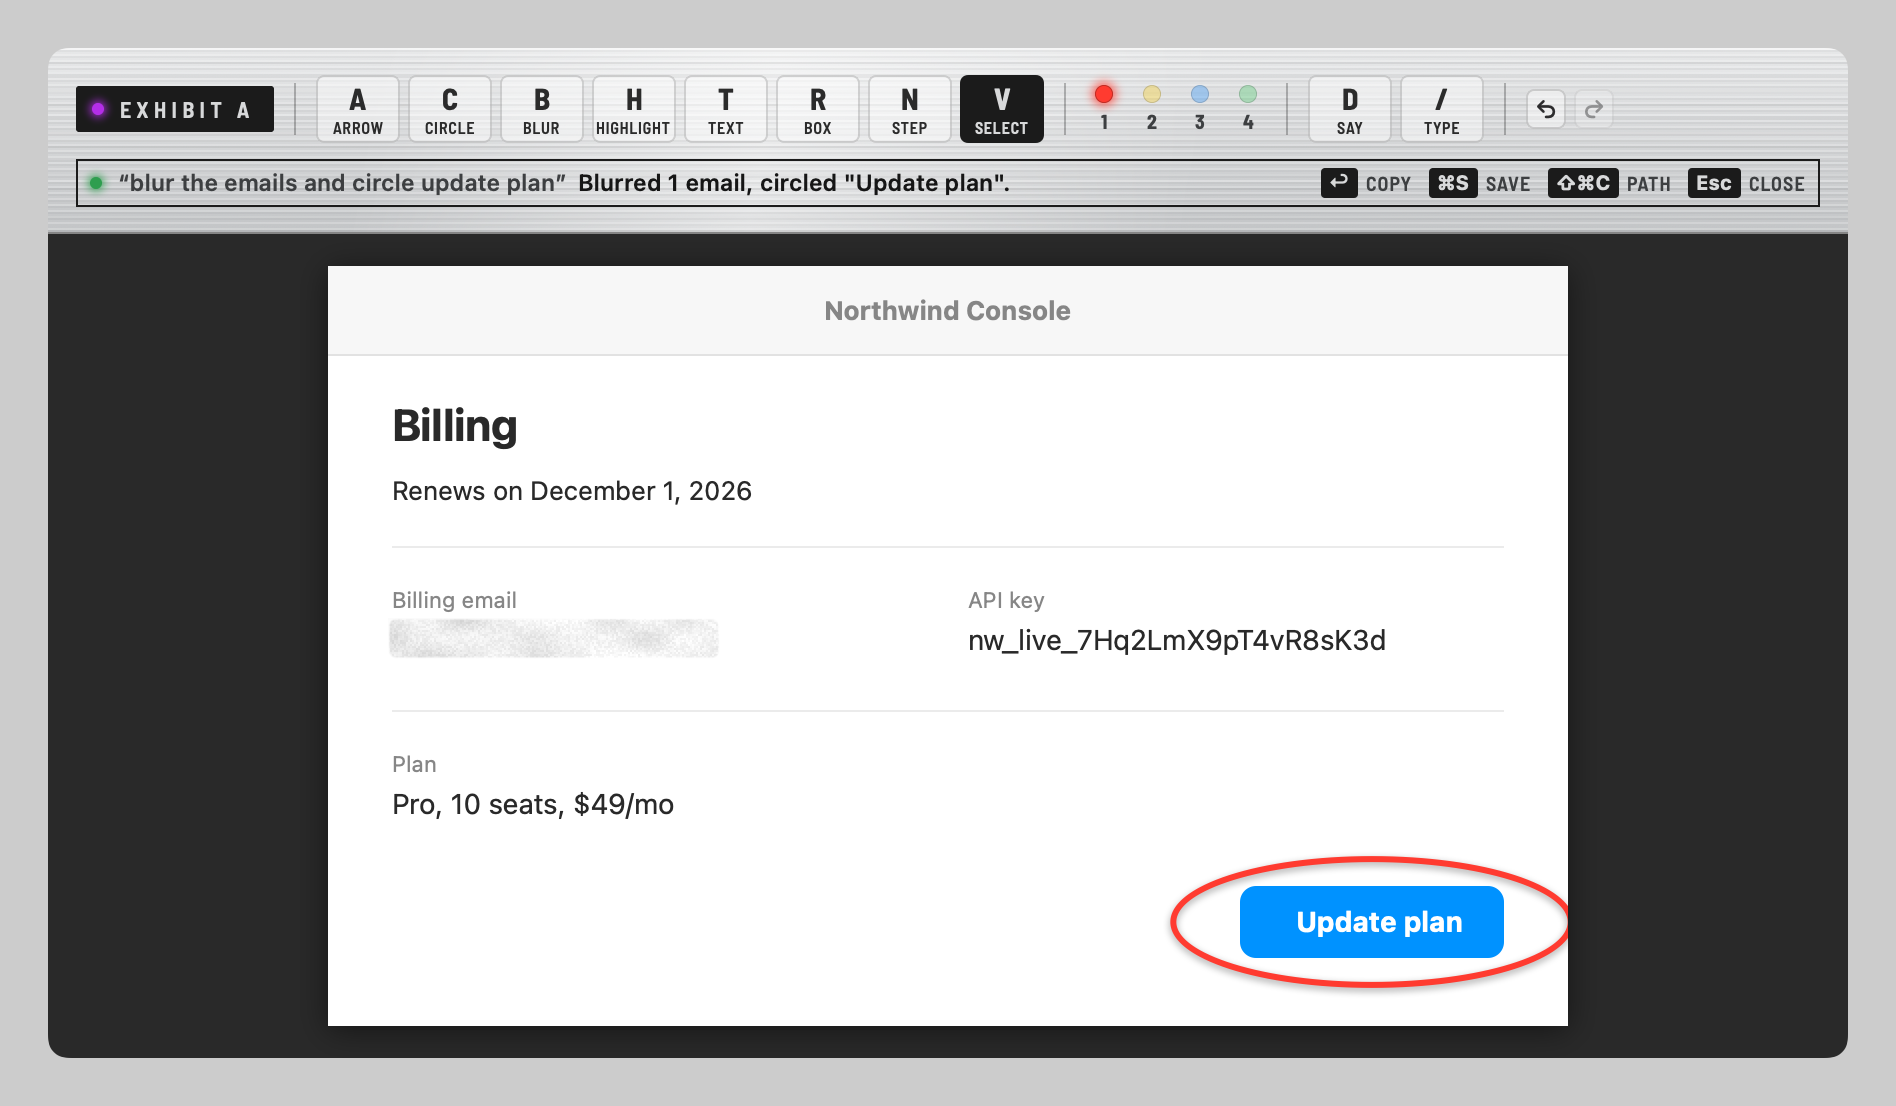 EXHIBIT A
A ARROW
C CIRCLE
B BLUR
H HIGHLIGHT
T TEXT
R BOX
N STEP
V SELECT
1 2 3 4
D SAY
/ TYPE
“blur the emails and circle update plan” Blurred 1 email, circled "Update plan".
COPY ⌘S SAVE ⇧⌘C PATH Esc CLOSE
Northwind Console
Billing
Renews on December 1, 2026
Billing email
API key
nw_live_7Hq2LmX9pT4vR8sK3d
Plan
Pro, 10 seats, $49/mo
Update plan